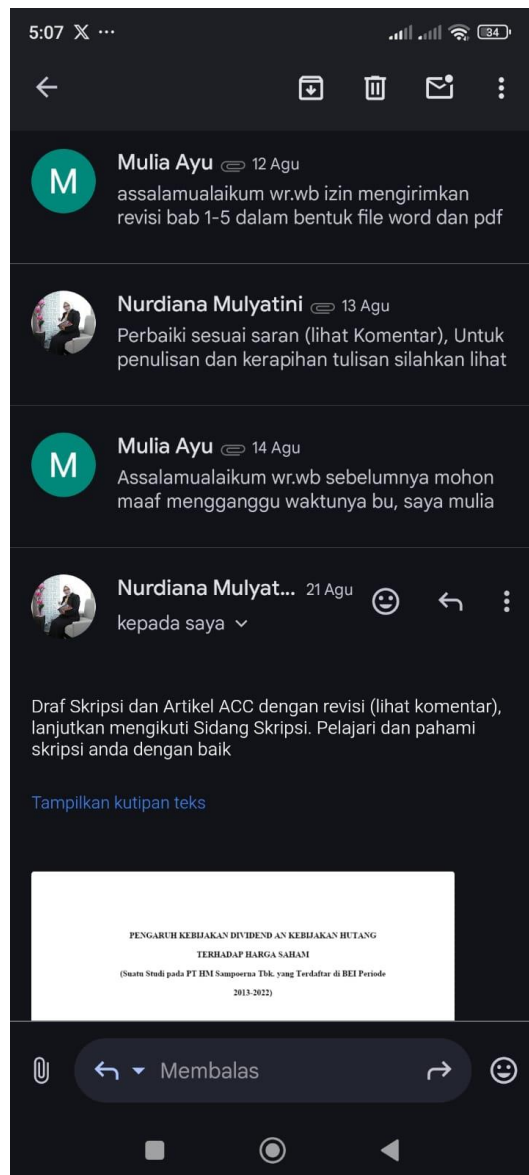 5:07 X ...
34
Mulia Ayu 12 Agu
M
assalamualaikum wr.wb izin mengirimkan
revisi bab 1-5 dalam bentuk file word dan pdf
Nurdiana Mulyatini 13 Agu
Perbaiki sesuai saran (lihat Komentar), Untuk
penulisan dan kerapihan tulisan silahkan lihat
Mulia Ayu 14 Agu
M
Assalamualaikum wr.wb sebelumnya mohon
maaf mengganggu waktunya bu, saya mulia
Nurdiana Mulyat... 21 Agu
kepada saya
Draf Skripsi dan Artikel ACC dengan revisi (lihat komentar),
lanjutkan mengikuti Sidang Skripsi. Pelajari dan pahami
skripsi anda dengan baik
Tampilkan kutipan teks
PENGARUH KEBIJAKAN DIVIDEND AN KEBIJAKAN HUTANG
TERHADAP HARGA SAHAM
(Suatu Studi pada PT HM Sampoerna Tbk. yang Terdaftar di BEI Periode
2013-2022)
Membalas